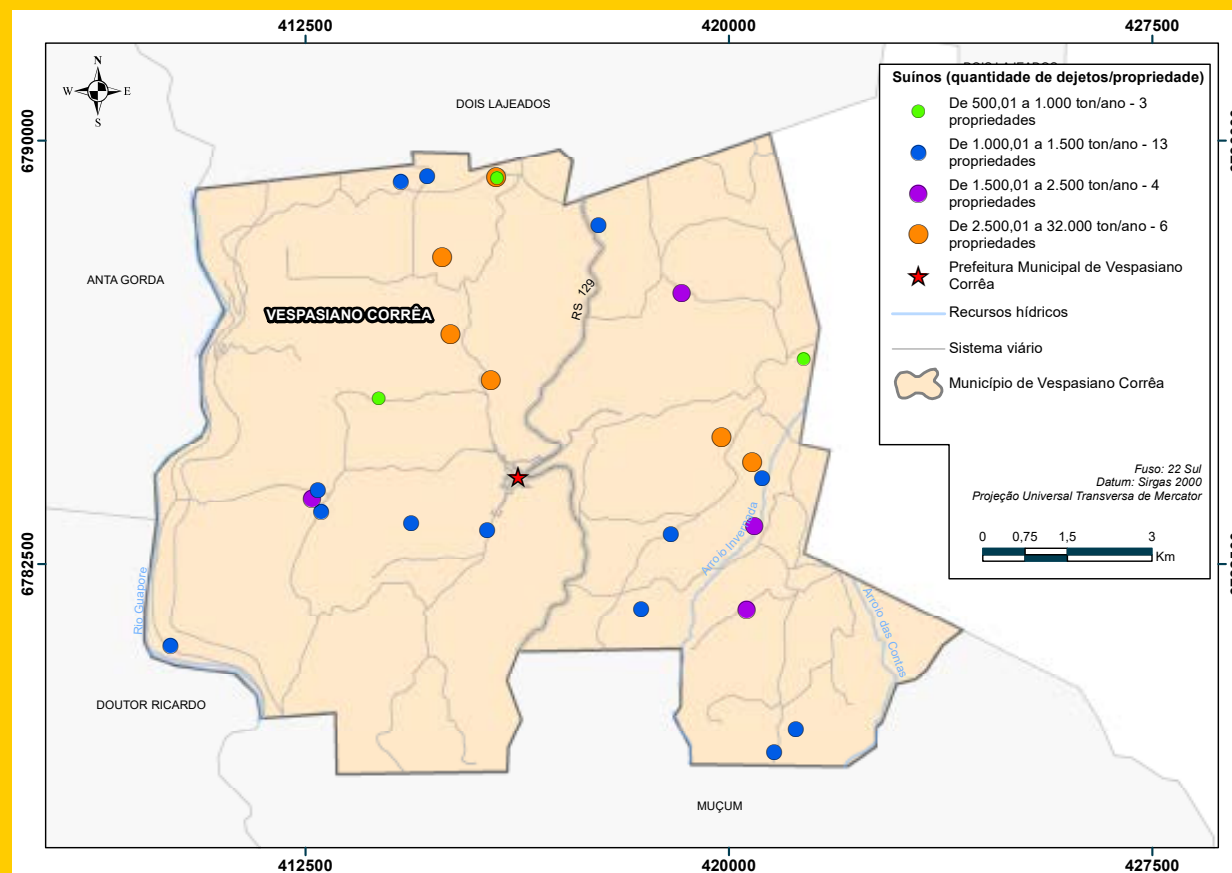 412500
420000
427500
N
W
E
S
DOIS LAJEADOS
DOIS LAJEADOS
6790000
ANTA GORDA
VESPASIANO CORRÊA
RS 129
Suínos (quantidade de dejetos/propriedade)
De 500,01 a 1.000 ton/ano - 3
propriedades
De 1.000,01 a 1.500 ton/ano - 13
propriedades
De 1.500,01 a 2.500 ton/ano - 4
propriedades
De 2.500,01 a 32.000 ton/ano - 6
propriedades
Prefeitura Municipal de Vespasiano
Corrêa
Recursos hídricos
Sistema viário
Município de Vespasiano Corrêa
Fuso: 22 Sul
Datum: Sirgas 2000
Projeção Universal Transversa de Mercator
0 0,75 1,5 3
Km
6782500
Rio Guapore
Arroio Invernada
Arroio das Contas
DOUTOR RICARDO
MUÇUM
412500
420000
427500